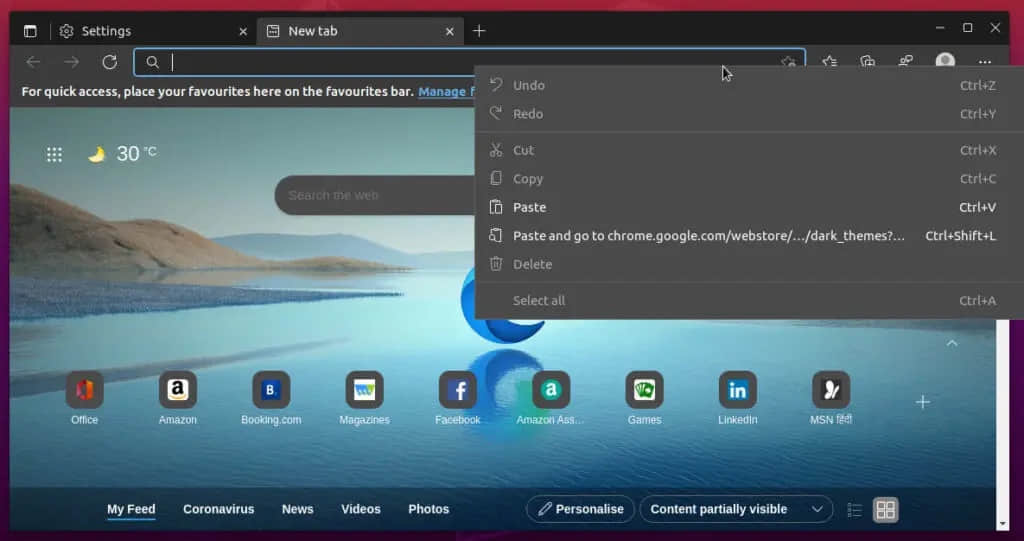 Settings
New tab
For quick access, place your favourites here on the favourites bar. Manage f
Undo Ctrl+Z
Redo Ctrl+Y
Cut Ctrl+X
Copy Ctrl+C
Paste Ctrl+V
Paste and go to chrome.google.com/webstore/…/dark_themes?… Ctrl+Shift+L
Delete
Select all Ctrl+A
30 °C
Search the web
Office
Amazon
Booking.com
Magazines
Facebook
Amazon Ass…
Games
LinkedIn
MSN हिंदी
My Feed Coronavirus News Videos Photos
Personalise
Content partially visible